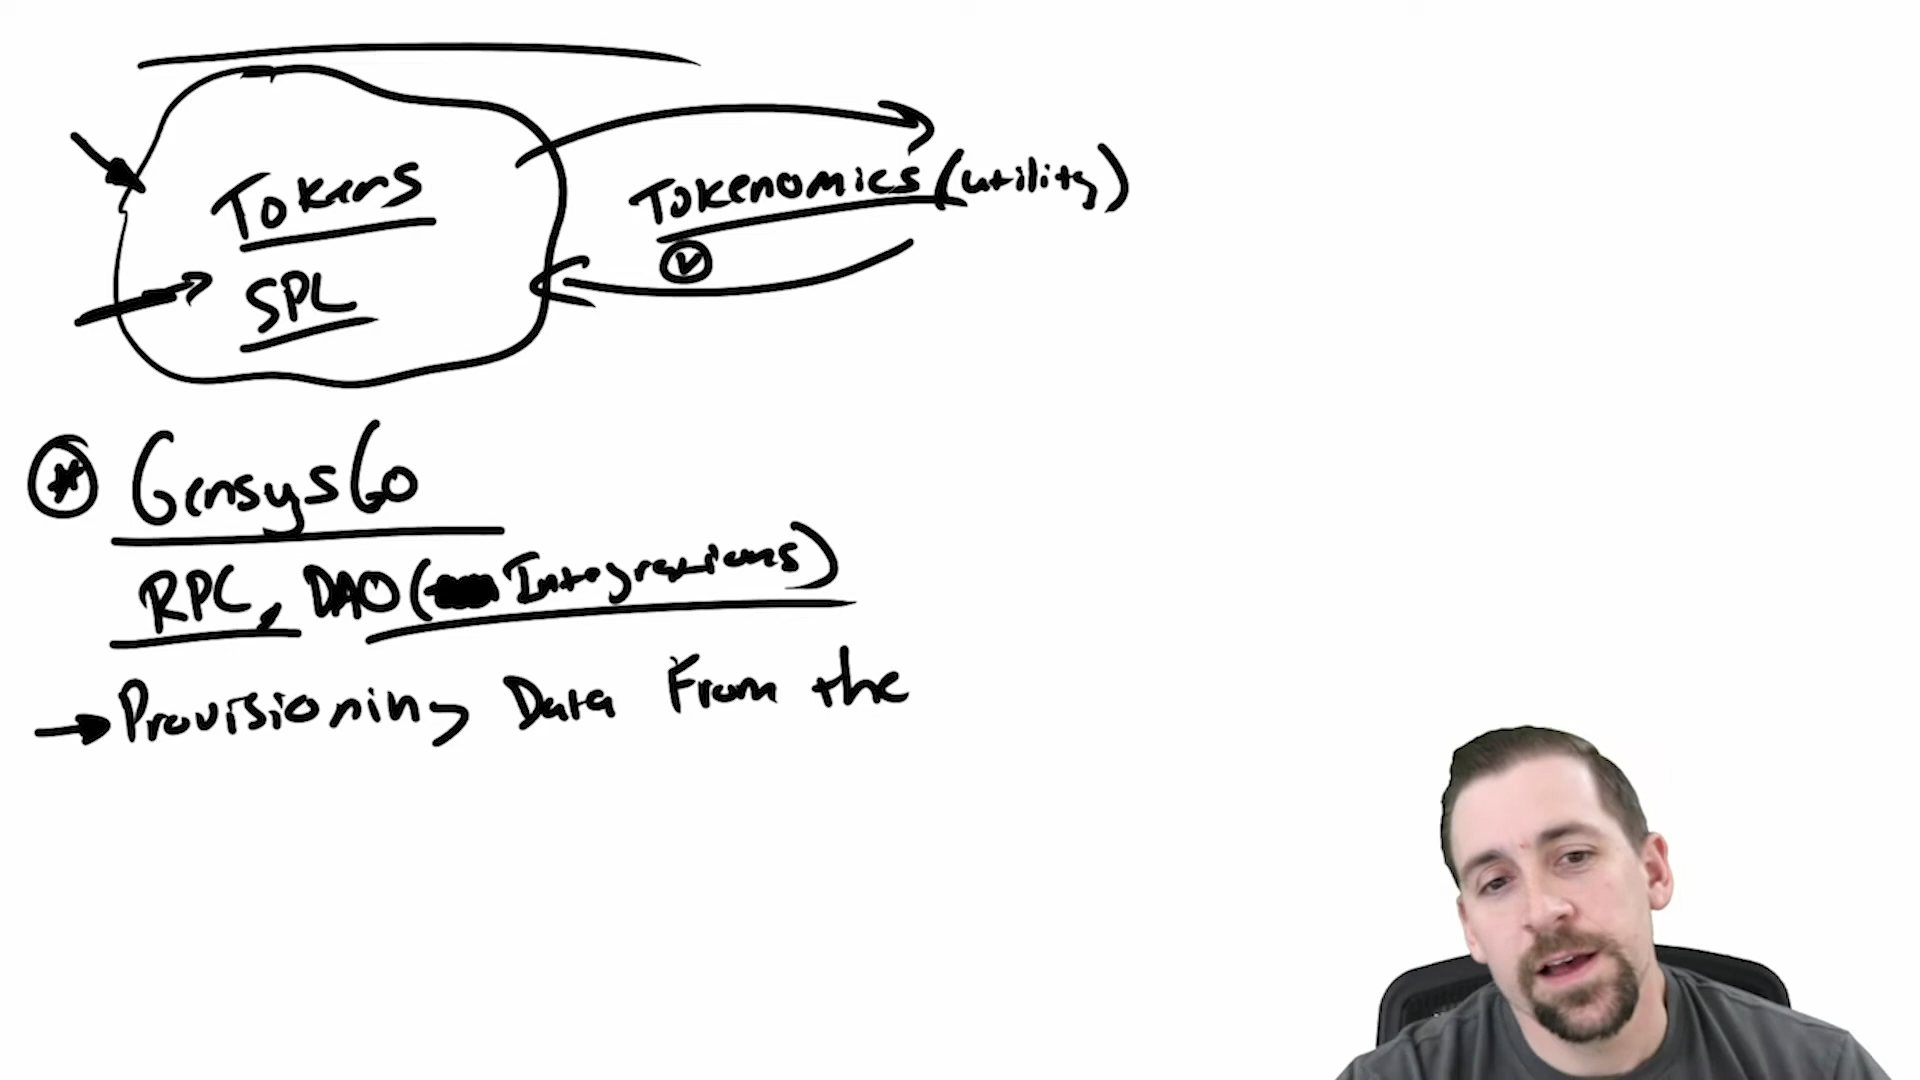 Tokens
SPL
Tokenomics (utility)
V
* GensysGo
RPC, DAO ( Integrations)
→ Provisioning Data From the